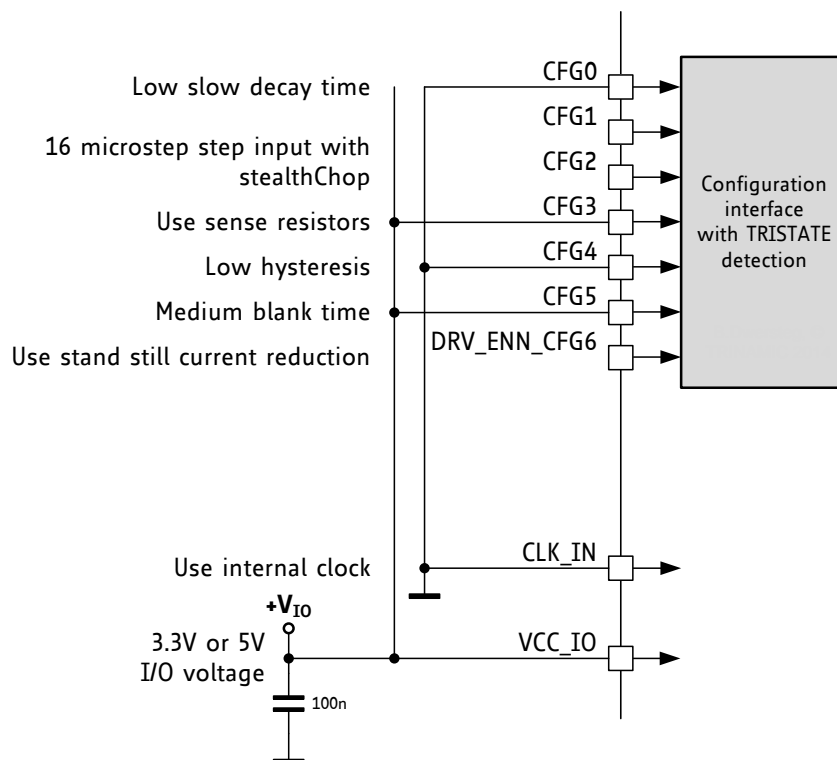 Low slow decay time
CFG0
CFG1
16 microstep step input with
stealthChop
CFG2
Use sense resistors
CFG3
Low hysteresis
CFG4
Medium blank time
CFG5
Use stand still current reduction
DRV_ENN_CFG6
Configuration
interface
with TRISTATE
detection
Use internal clock
CLK_IN
+VIO
3.3V or 5V
I/O voltage
VCC_IO
100n